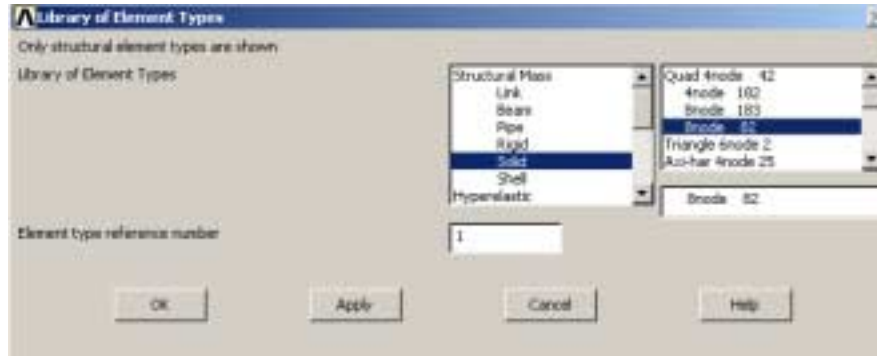 Library of Element Types
Only structural element types are shown
Library of Element Types
Structural Mass
Link
Beam
Pipe
Rigid
Solid
Shell
Hyperelastic
Quad 4node 42
4node 182
8node 183
8node 82
Triangle 6node 2
Axi-har 4node 25
8node 82
Element type reference number
1
OK
Apply
Cancel
Help